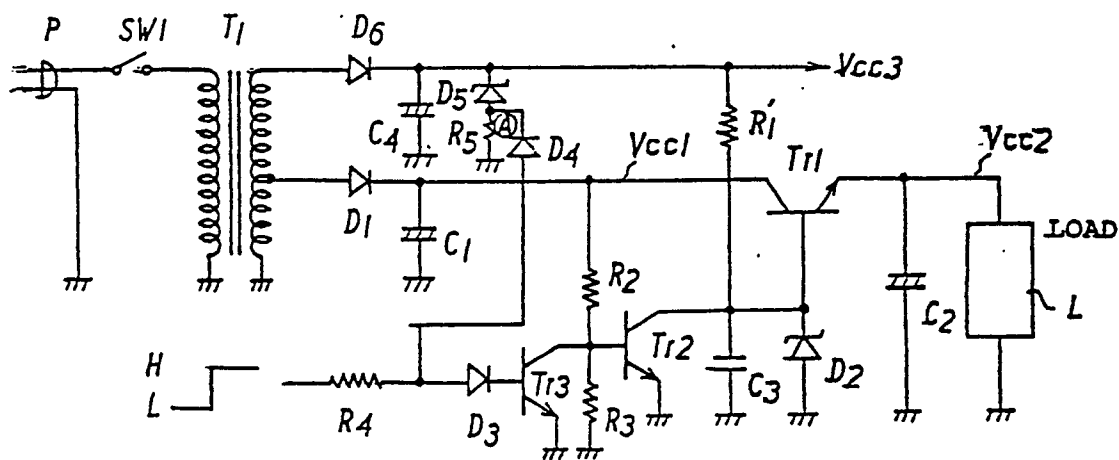 P SW1 T1 D6
Vcc3
D5 A
C4 R5 D4 R'1
Vcc1 Tr1 Vcc2
D1 C1 LOAD
R2 C2 L
H Tr2
L Tr3 C3 D2
R4 D3 R3